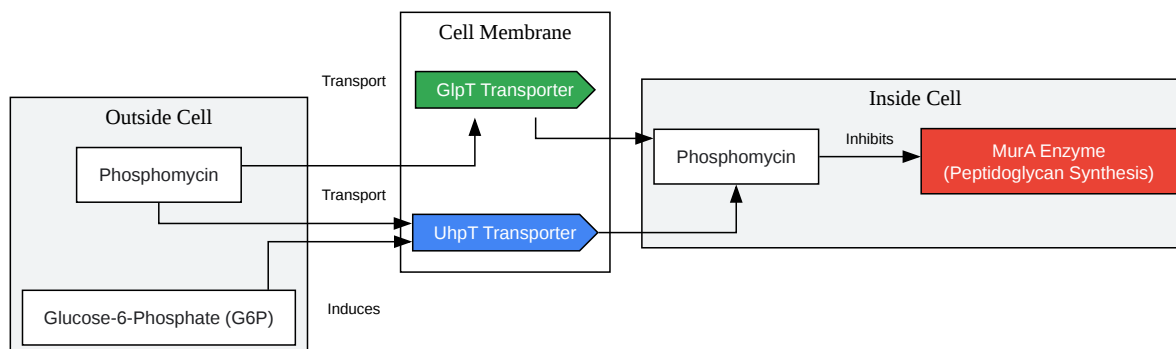 Cell Membrane
Transport
GlpT Transporter
Outside Cell
Phosphomycin
Transport
UhpT Transporter
Glucose-6-Phosphate (G6P)
Induces
Inside Cell
Phosphomycin
Inhibits
MurA Enzyme
(Peptidoglycan Synthesis)